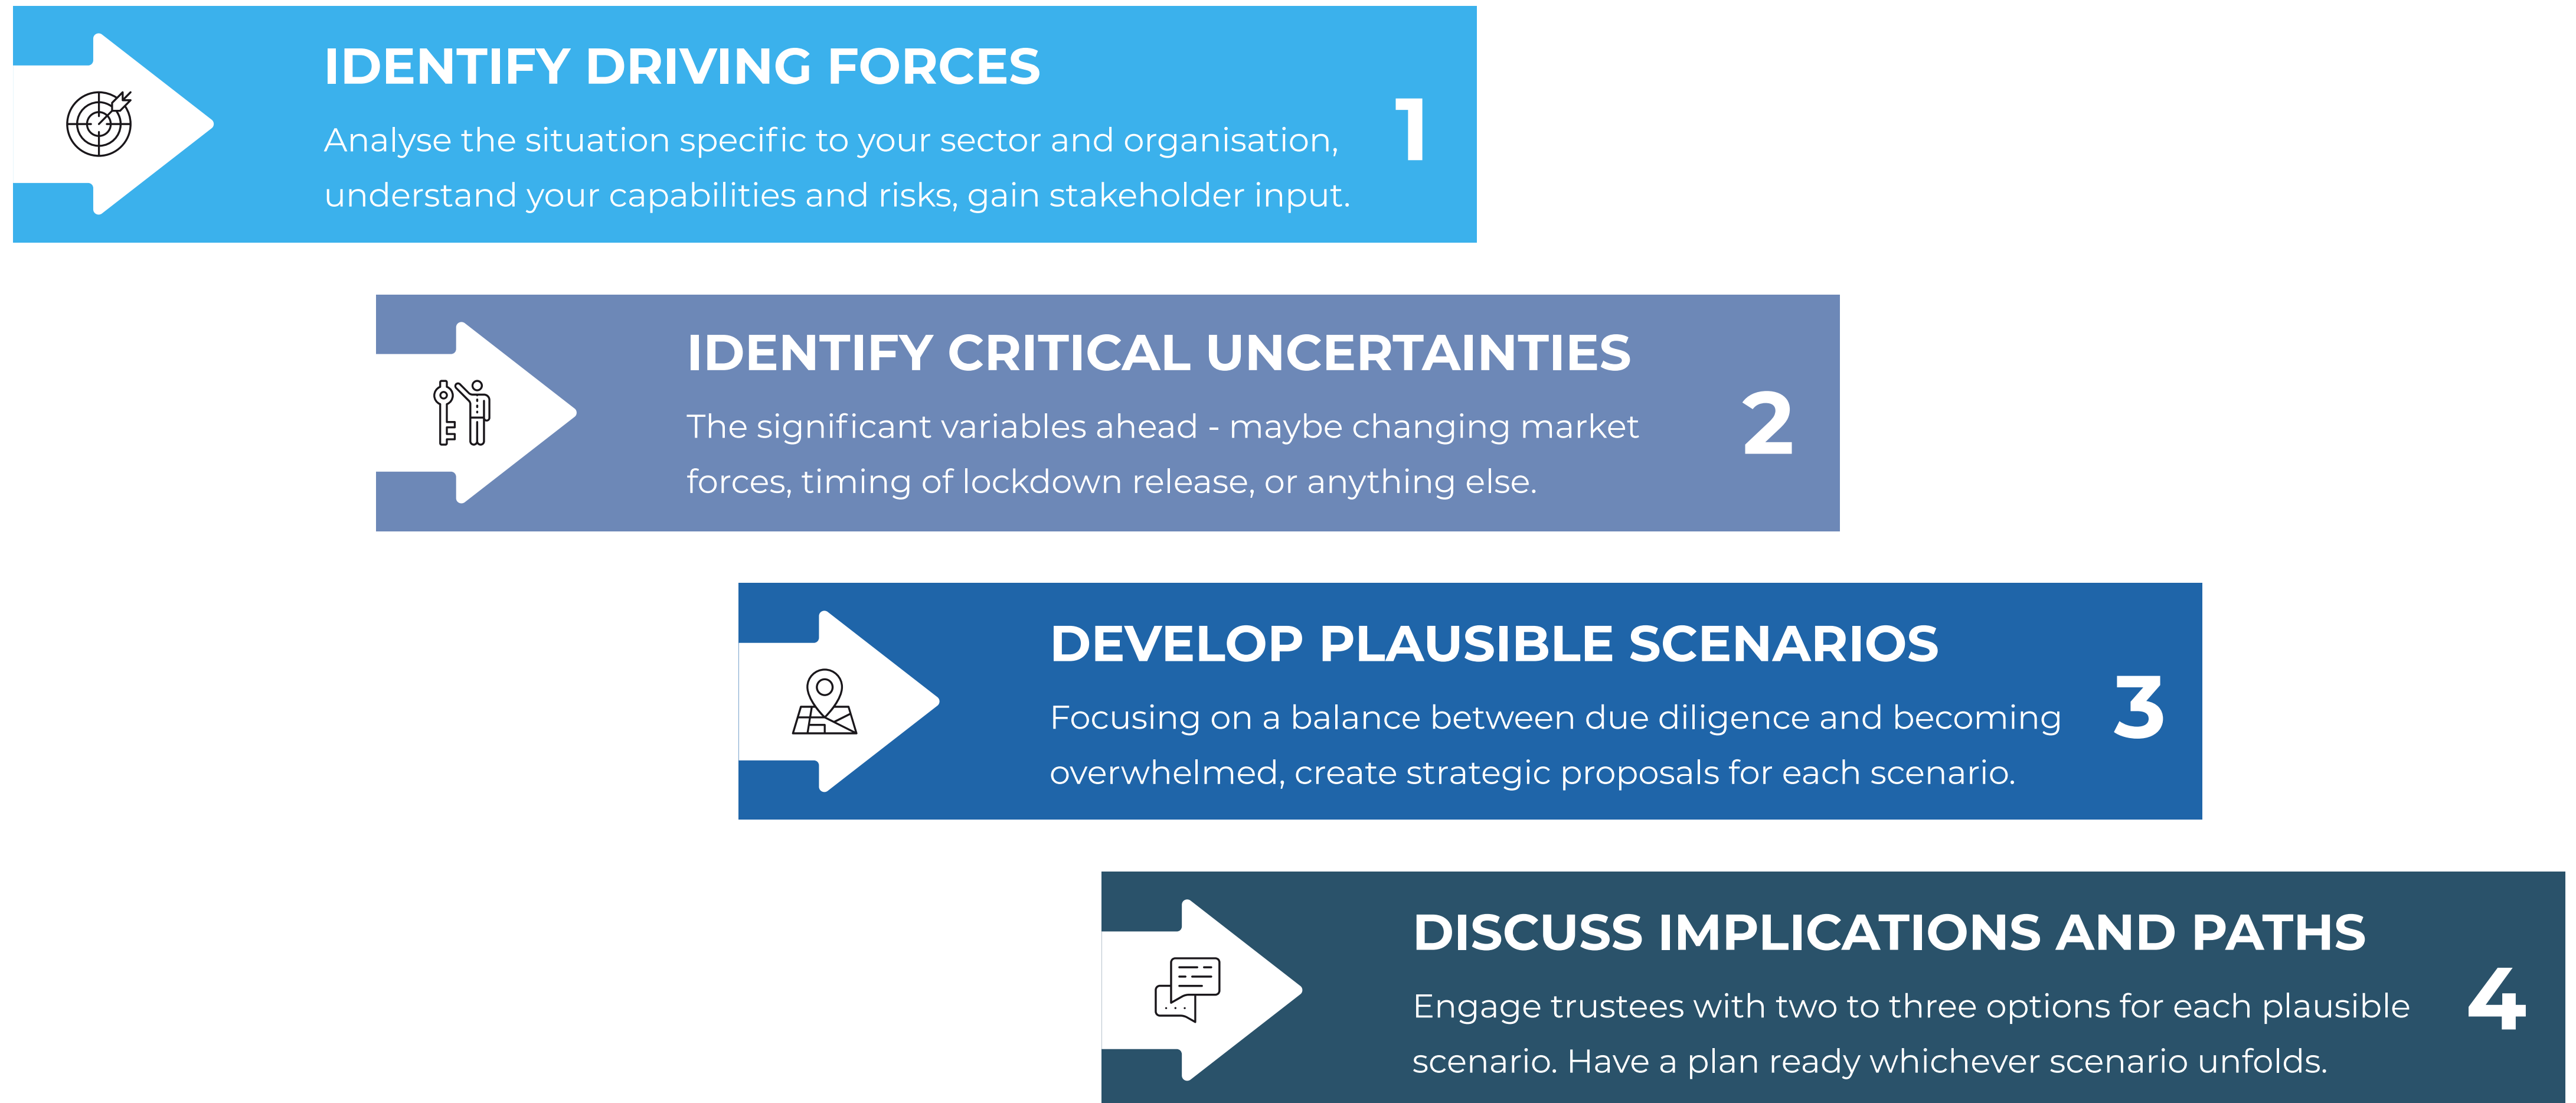 IDENTIFY DRIVING FORCES
Analyse the situation specific to your sector and organisation,
understand your capabilities and risks, gain stakeholder input.
1
IDENTIFY CRITICAL UNCERTAINTIES
The significant variables ahead - maybe changing market
forces, timing of lockdown release, or anything else.
2
DEVELOP PLAUSIBLE SCENARIOS
Focusing on a balance between due diligence and becoming
overwhelmed, create strategic proposals for each scenario.
3
DISCUSS IMPLICATIONS AND PATHS
Engage trustees with two to three options for each plausible
scenario. Have a plan ready whichever scenario unfolds.
4